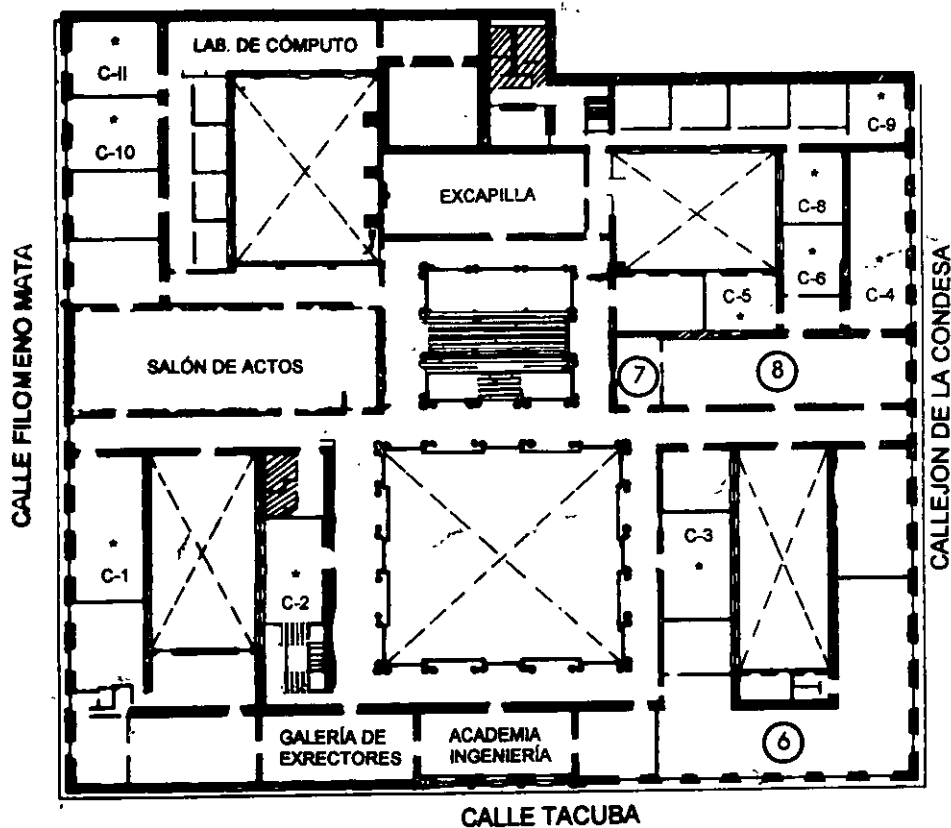 LAB. DE CÓMPUTO
C-II
C-9
C-10
EXCAPILLA
C-8
C-6
C-4
C-5
CALLE FILOMENO MATA
CALLEJON DE LA CONDESA
SALÓN DE ACTOS
7
8
C-3
C-1
C-2
GALERÍA DE
EXRECTORES
ACADEMIA
INGENIERÍA
6
CALLE TACUBA